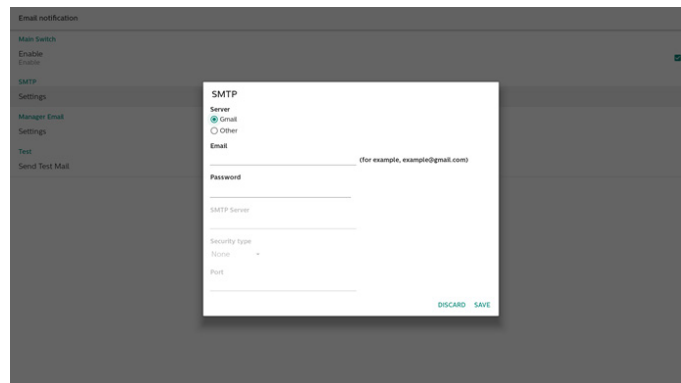 Email notification
Main Switch
Enable
Enable
SMTP
Settings
Manager Email
Settings
Test
Send Test Mail
SMTP
Server
Gmail
Other
Email
(for example, example@gmail.com)
Password
SMTP Server
Security type
None
Port
DISCARD SAVE